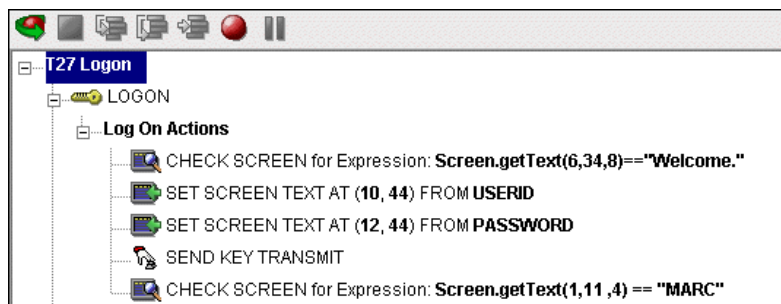 T27 Logon
LOGON
Log On Actions
CHECK SCREEN for Expression: Screen.getText(6,34,8)=="Welcome."
SET SCREEN TEXT AT (10, 44) FROM USERID
SET SCREEN TEXT AT (12, 44) FROM PASSWORD
SEND KEY TRANSMIT
CHECK SCREEN for Expression: Screen.getText(1,11 ,4) == "MARC"